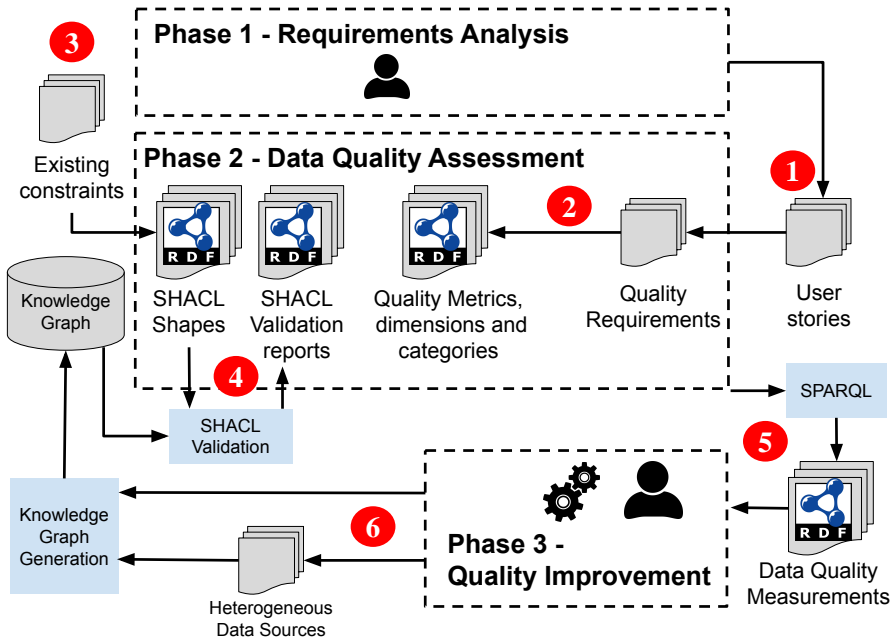 Phase 1 - Requirements Analysis
3
Existing
constraints
Phase 2 - Data Quality Assessment
1
2
RDF
RDF
RDF
SHACL
Shapes
SHACL
Validation
reports
Quality Metrics,
dimensions and
categories
Quality
Requirements
User
stories
Knowledge
Graph
4
SHACL
Validation
SPARQL
5
RDF
Data Quality
Measurements
Knowledge
Graph
Generation
6
Heterogeneous
Data Sources
Phase 3 -
Quality Improvement